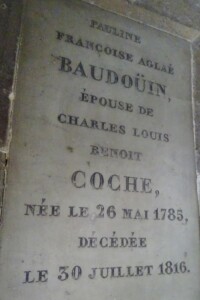 PAULINE
FRANÇOISE AGLAÉ
BAUDOÜIN,
ÉPOUSE DE
CHARLES LOUIS
BENOIT
COCHE,
NÉE LE 26 MAI 1785,
DÉCÉDÉE
LE 30 JUILLET 1816.